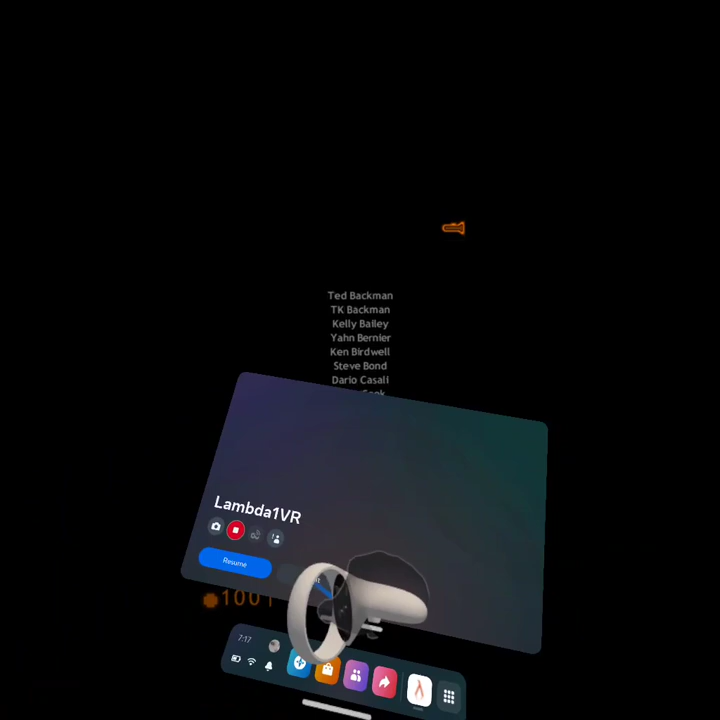 Ted Backman
TK Backman
Kelly Bailey
Yahn Bernier
Ken Birdwell
Steve Bond
Dario Casali
Cook
Lambda1VR
Resume
100
7:17